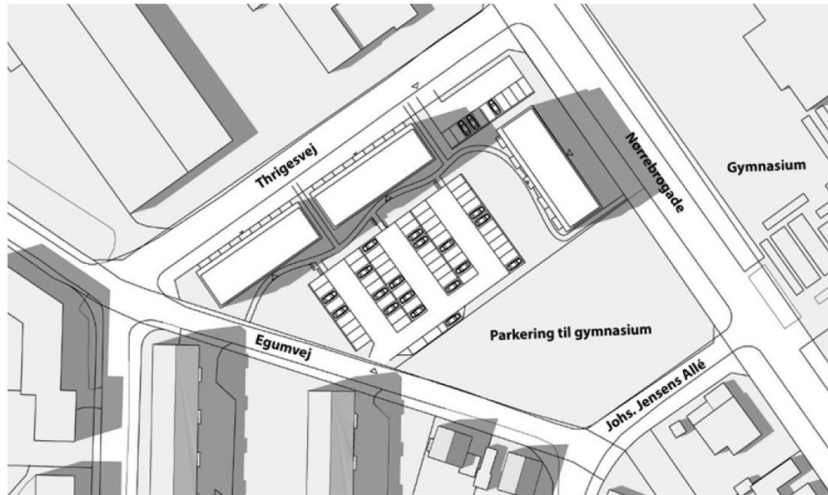 Thrigesvej
Nørrebrogade
Gymnasium
Egumvej
Parkering til gymnasium
Johs. Jensens Allé